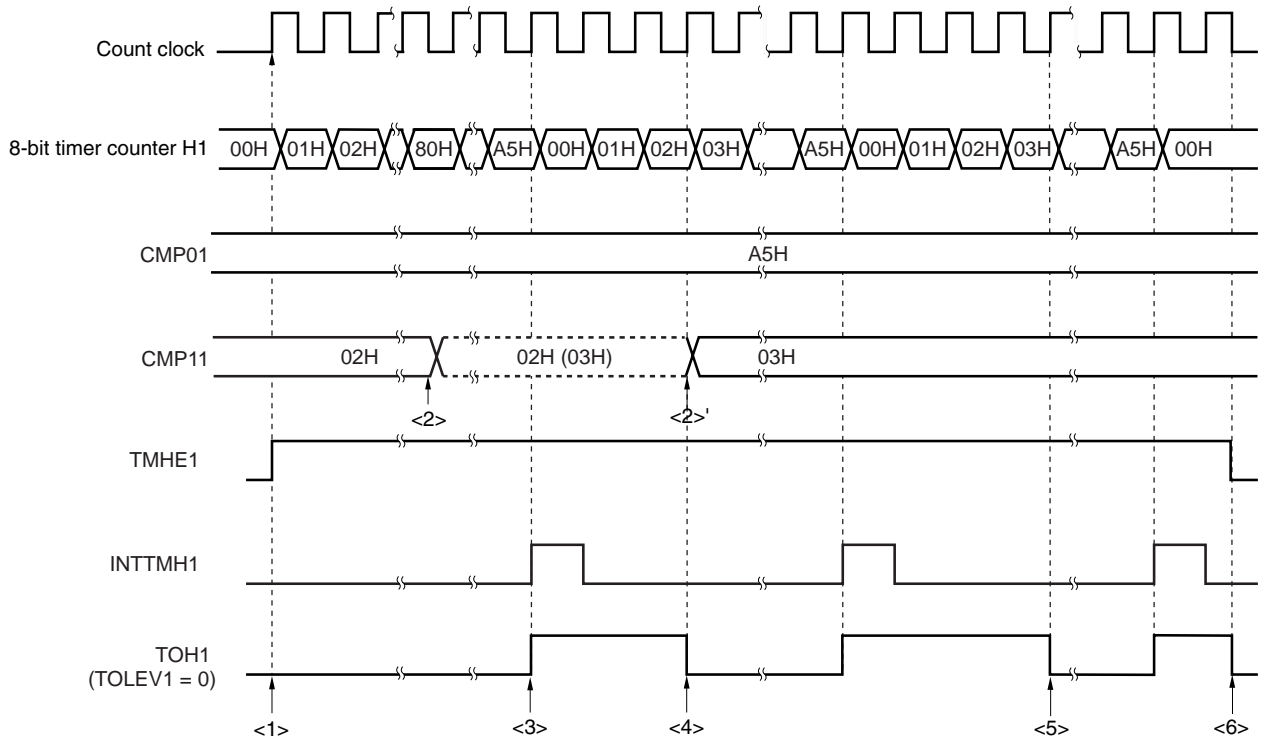 Count clock
8-bit timer counter H1 00H 01H 02H 80H A5H 00H 01H 02H 03H A5H 00H 01H 02H 03H A5H 00H
CMP01 A5H
CMP11 02H 02H (03H) 03H
<2> <2>'
TMHE1
INTTMH1
TOH1
(TOLEV1 = 0)
<1> <3> <4> <5> <6>